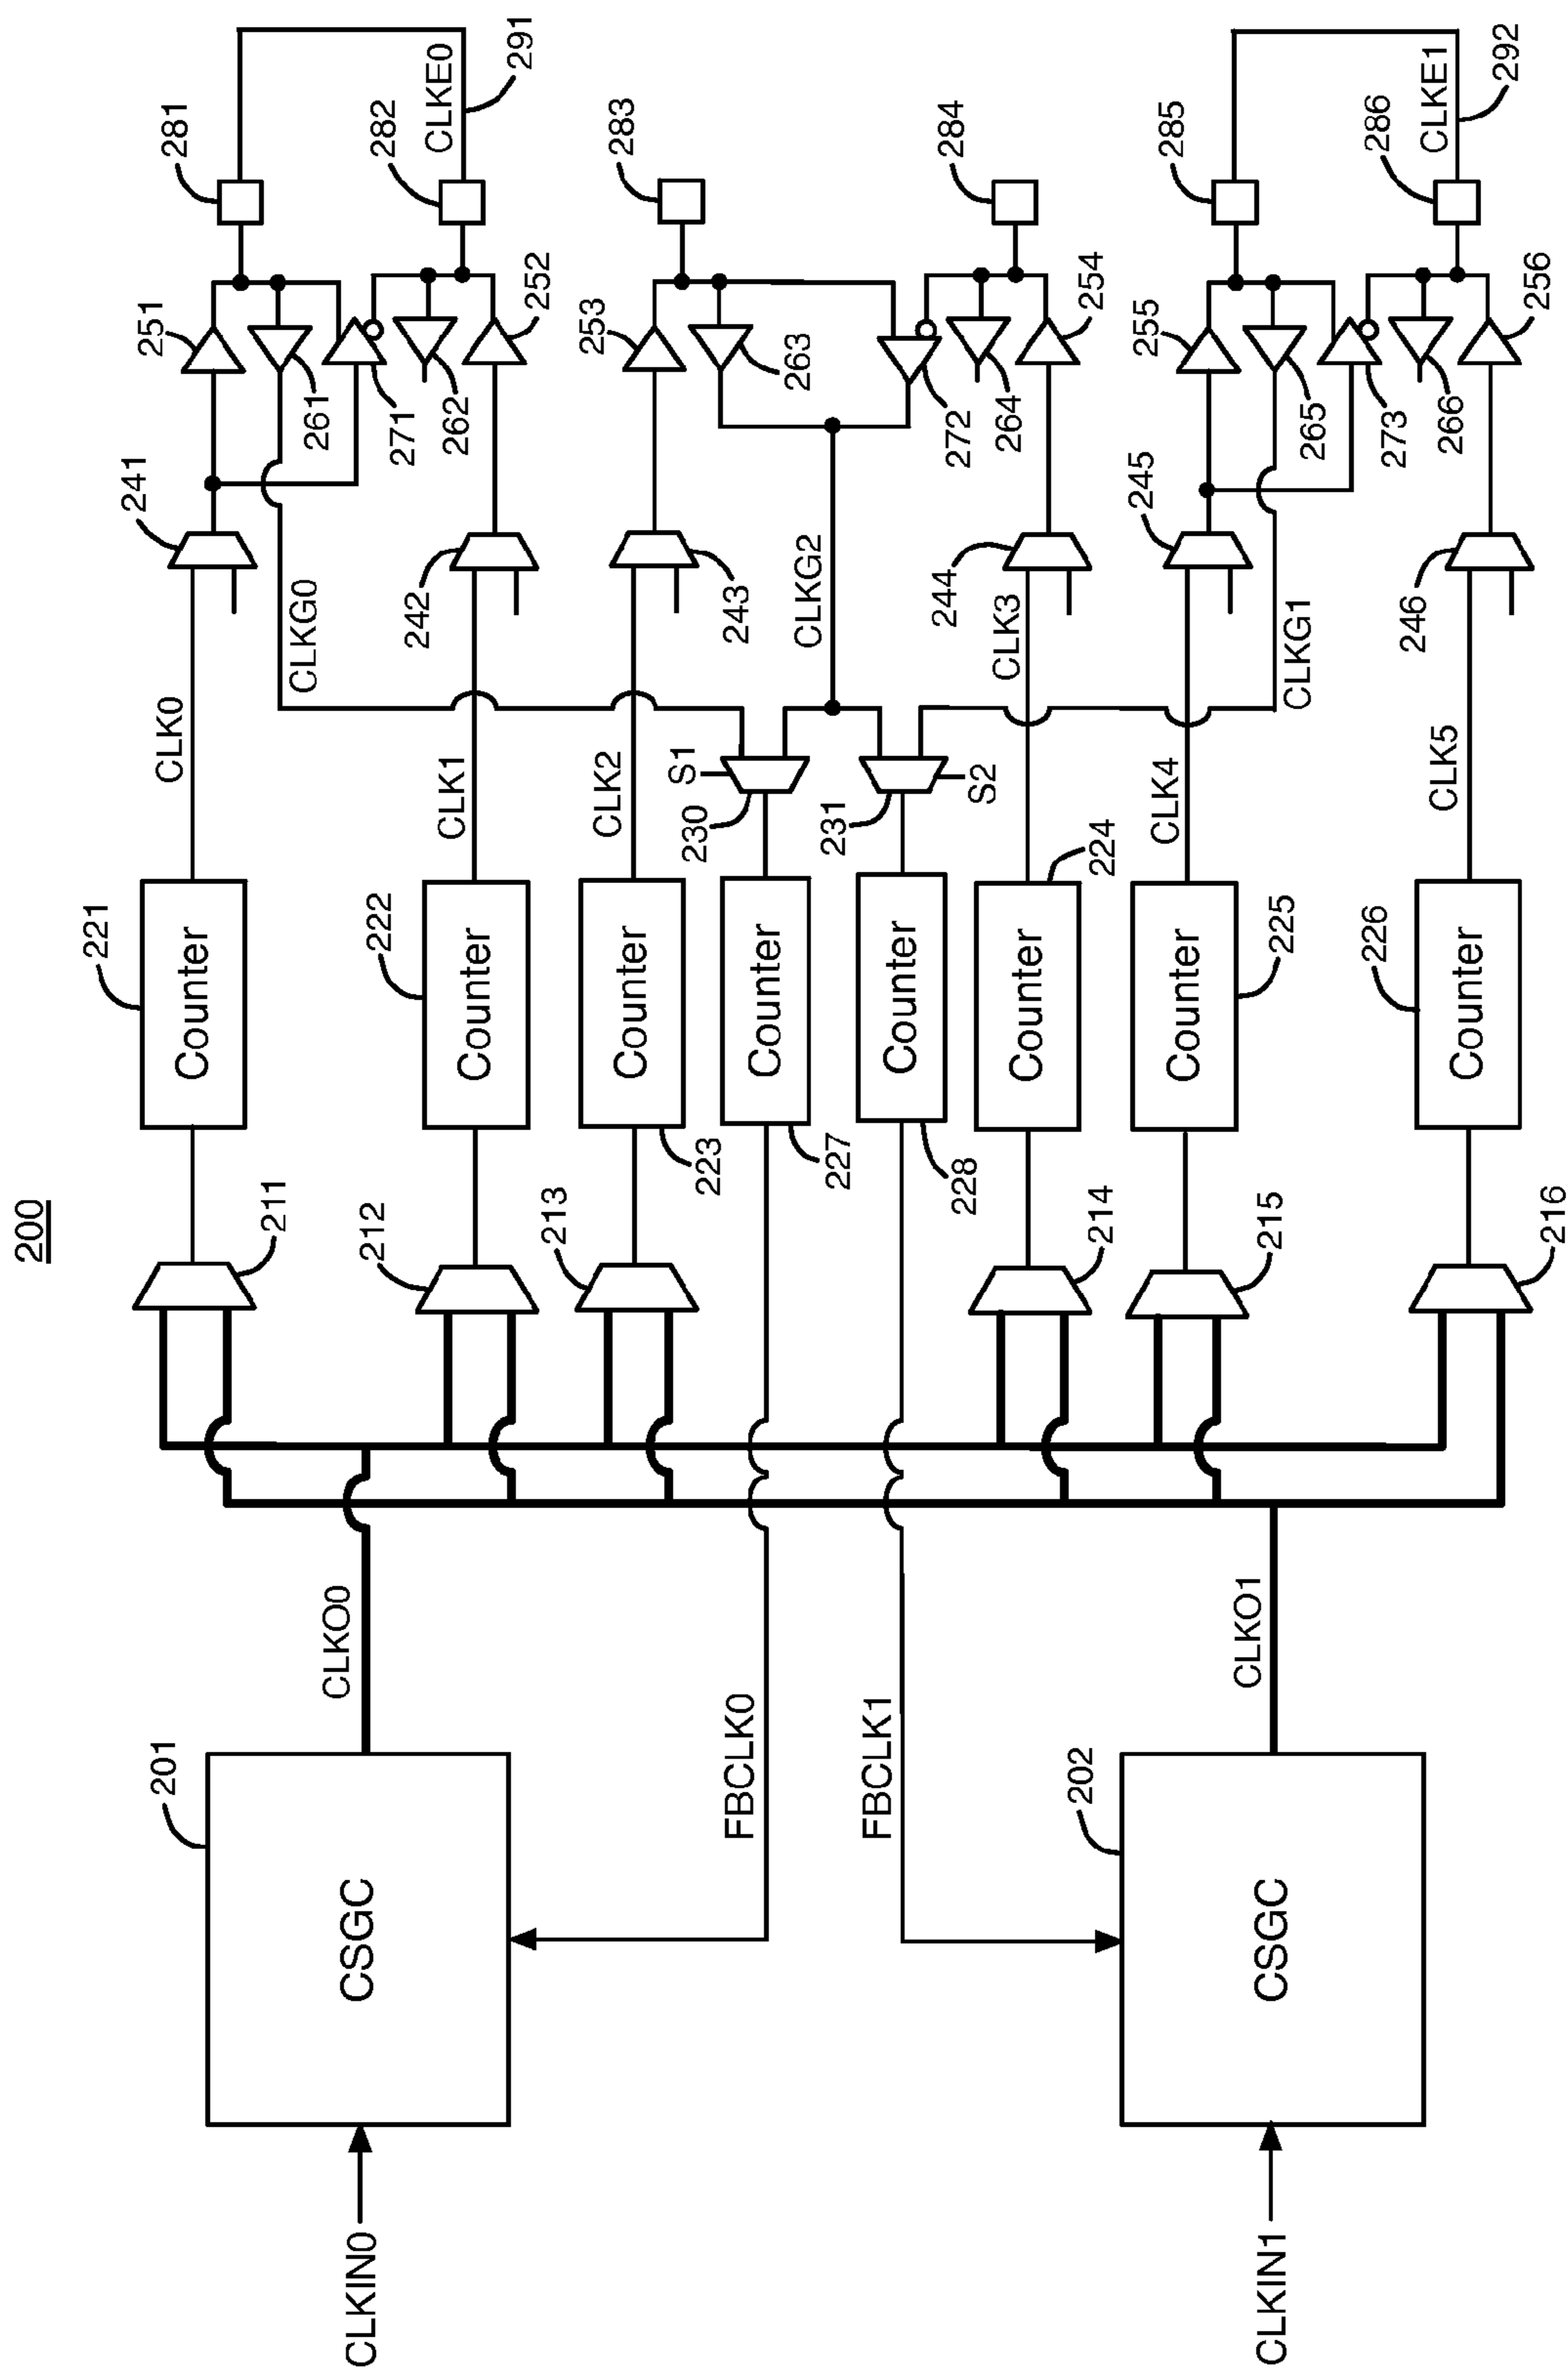 200
CLKIN0
201
CSGC
CLKO0
FBCLK0
CLKIN1
202
CSGC
CLKO1
FBCLK1
211
212
213
214
215
216
221
Counter
222
Counter
223
Counter
227
Counter
228
Counter
224
Counter
225
Counter
226
Counter
CLK0
CLK1
CLK2
S1
230
231
S2
CLK3
CLK4
CLK5
CLKG0
CLKG2
CLKG1
241
242
243
244
245
246
251
261
271
262
252
253
263
272
264
254
255
265
273
266
256
281
282
283
284
285
286
CLKE0
291
CLKE1
292